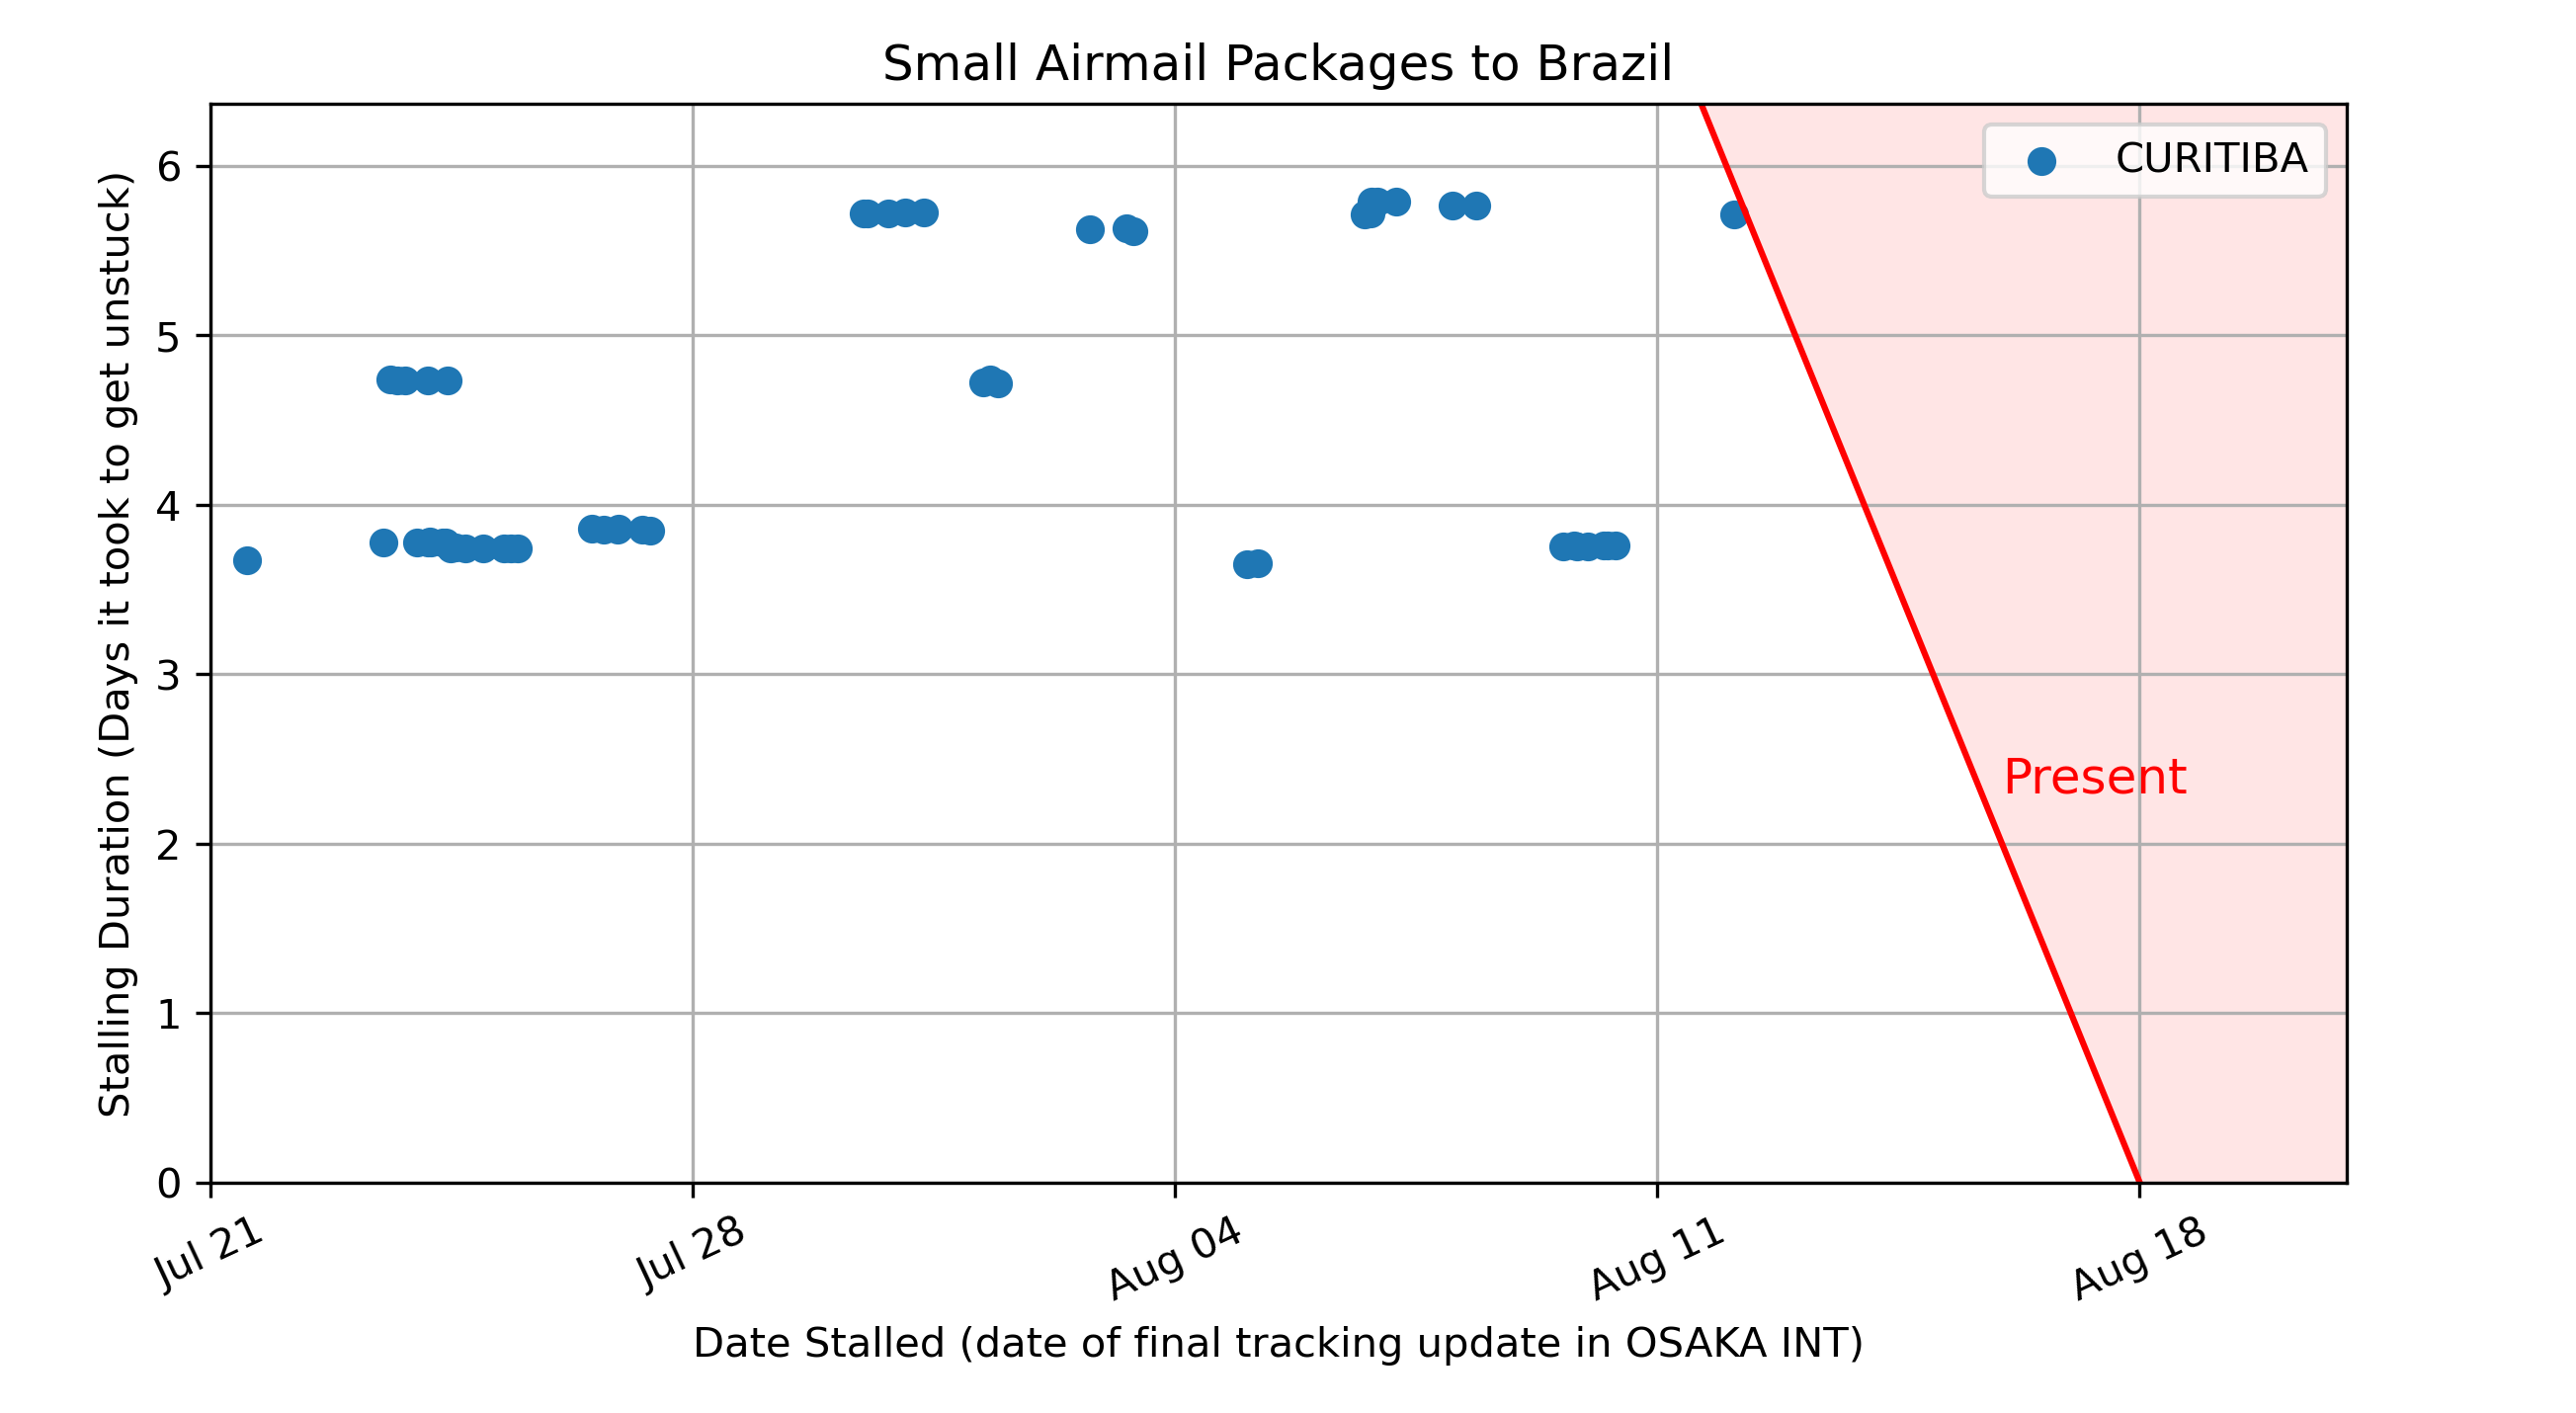 Small Airmail Packages to Brazil
CURITIBA
Stalling Duration (Days it took to get unstuck)
6
5
4
3
2
1
0
Present
Jul 21
Jul 28
Aug 04
Aug 11
Aug 18
Date Stalled (date of final tracking update in OSAKA INT)